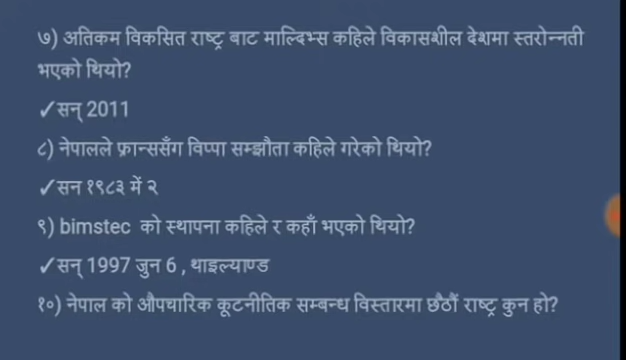 ७) अतिकम विकसित राष्ट्र बाट माल्दिभ्स कहिले विकासशील देशमा स्तरोन्नती
भएको थियो?
✓सन् 2011
८) नेपालले फ्रान्ससँग विप्पा सम्झौता कहिले गरेको थियो?
✓सन १९८३ में २
९) bimstec को स्थापना कहिले र कहाँ भएको थियो?
✓सन् 1997 जुन 6 , थाइल्याण्ड
१०) नेपाल को औपचारिक कूटनीतिक सम्बन्ध विस्तारमा छैठौं राष्ट्र कुन हो?